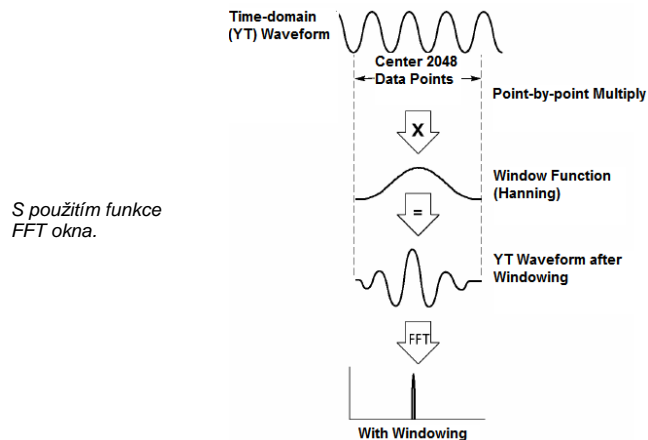 Time-domain
(YT) Waveform
Center 2048
Data Points
Point-by-point Multiply
X
Window Function
(Hanning)
=
S použitím funkce
FFT okna.
YT Waveform after
Windowing
FFT
With Windowing